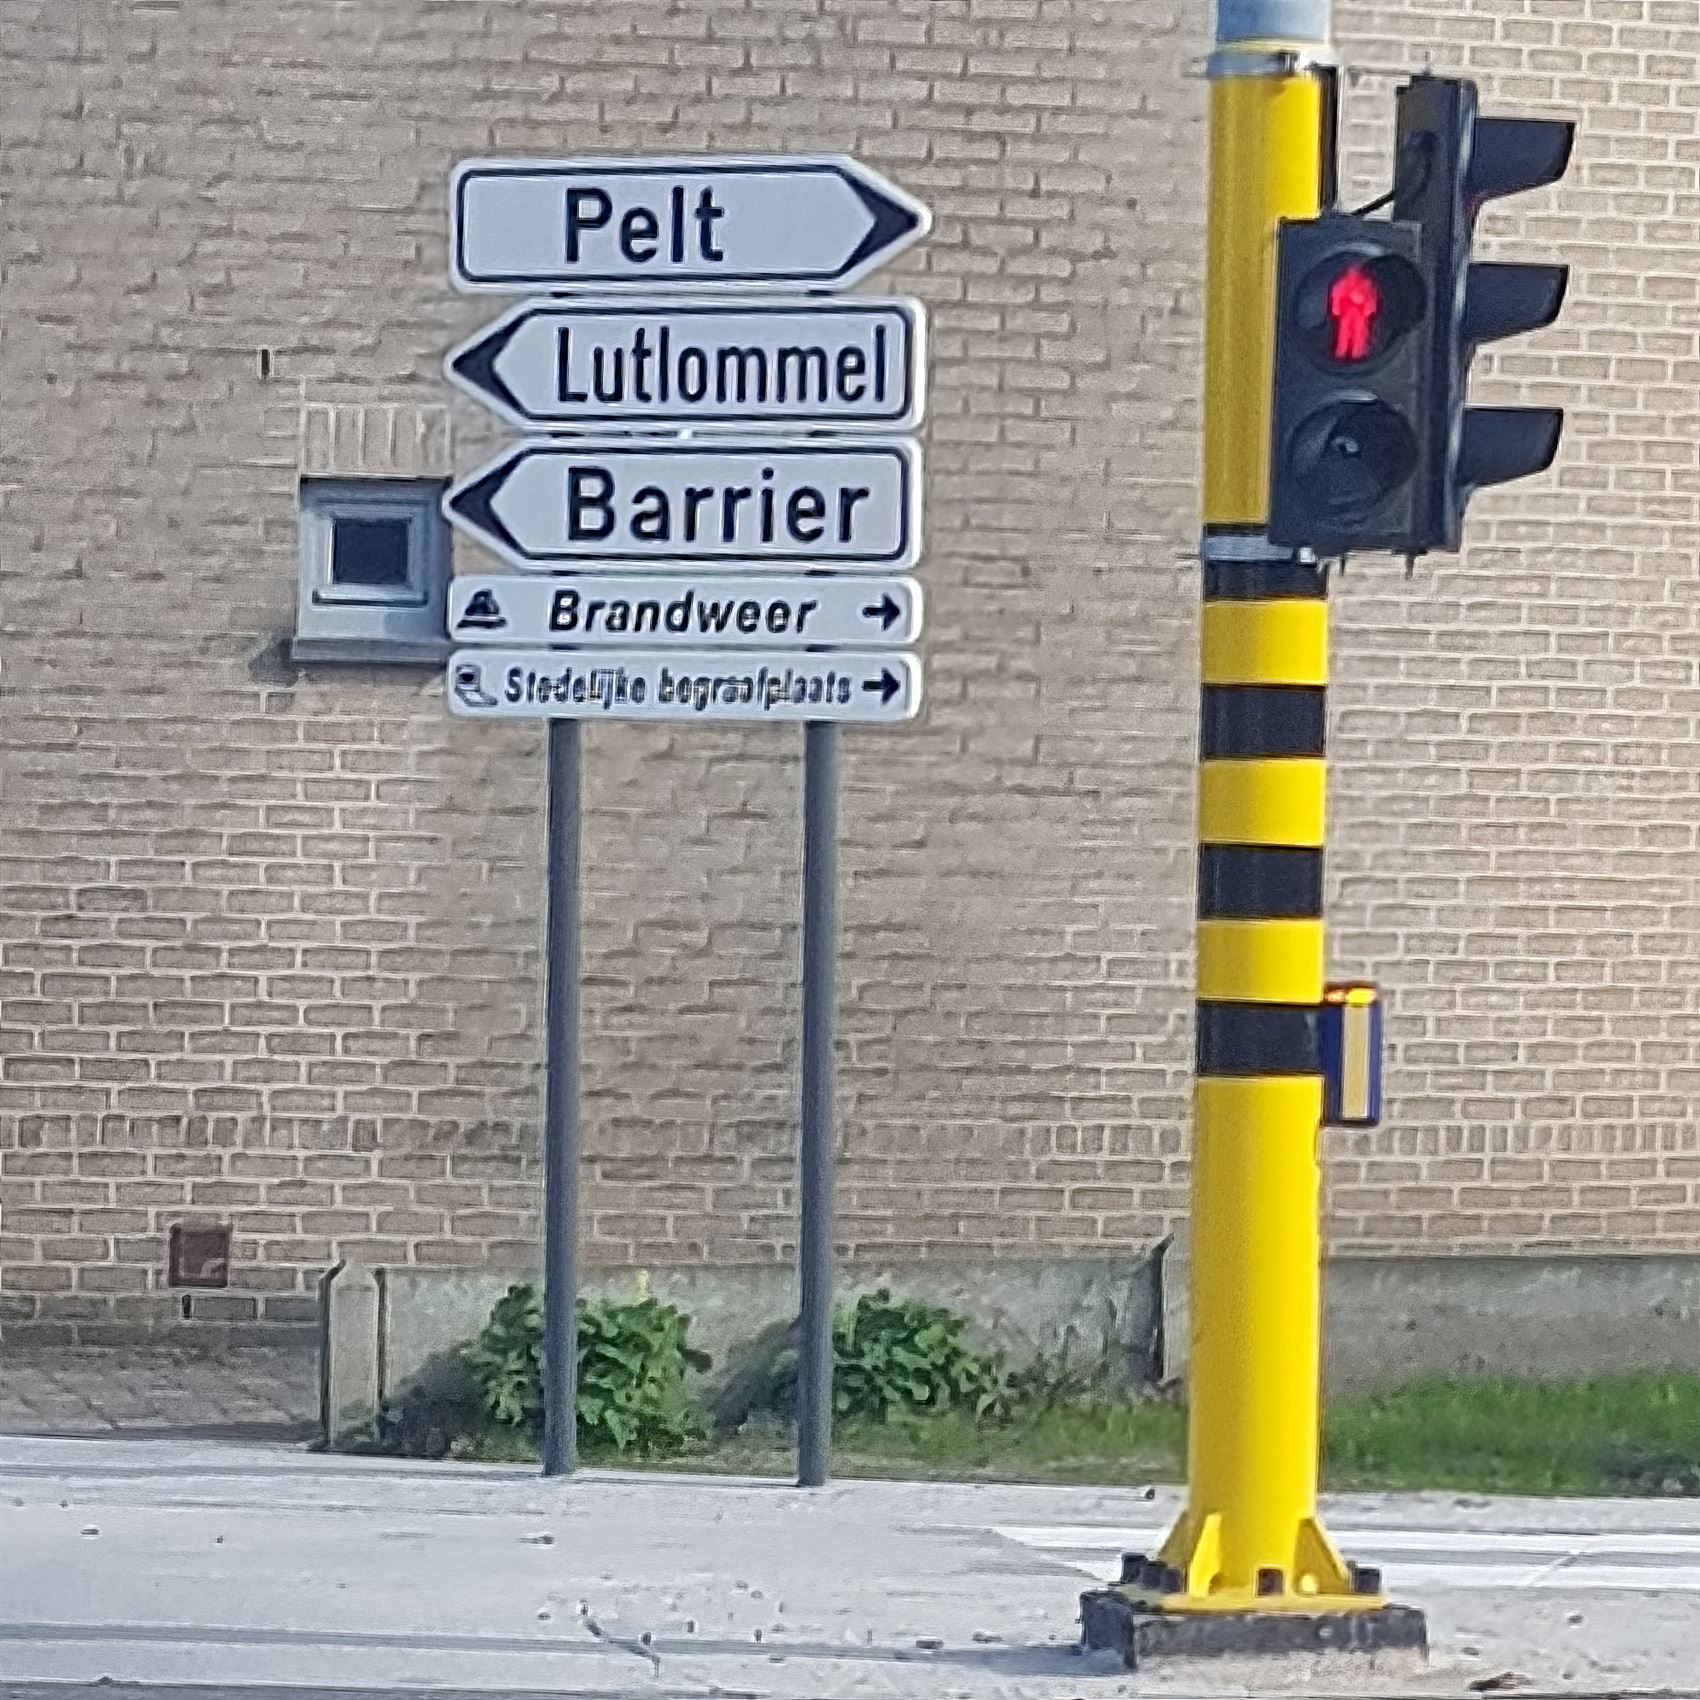 Pelt
Lutlommel
Barrier
Brandweer
Stedelijke begraafplaats